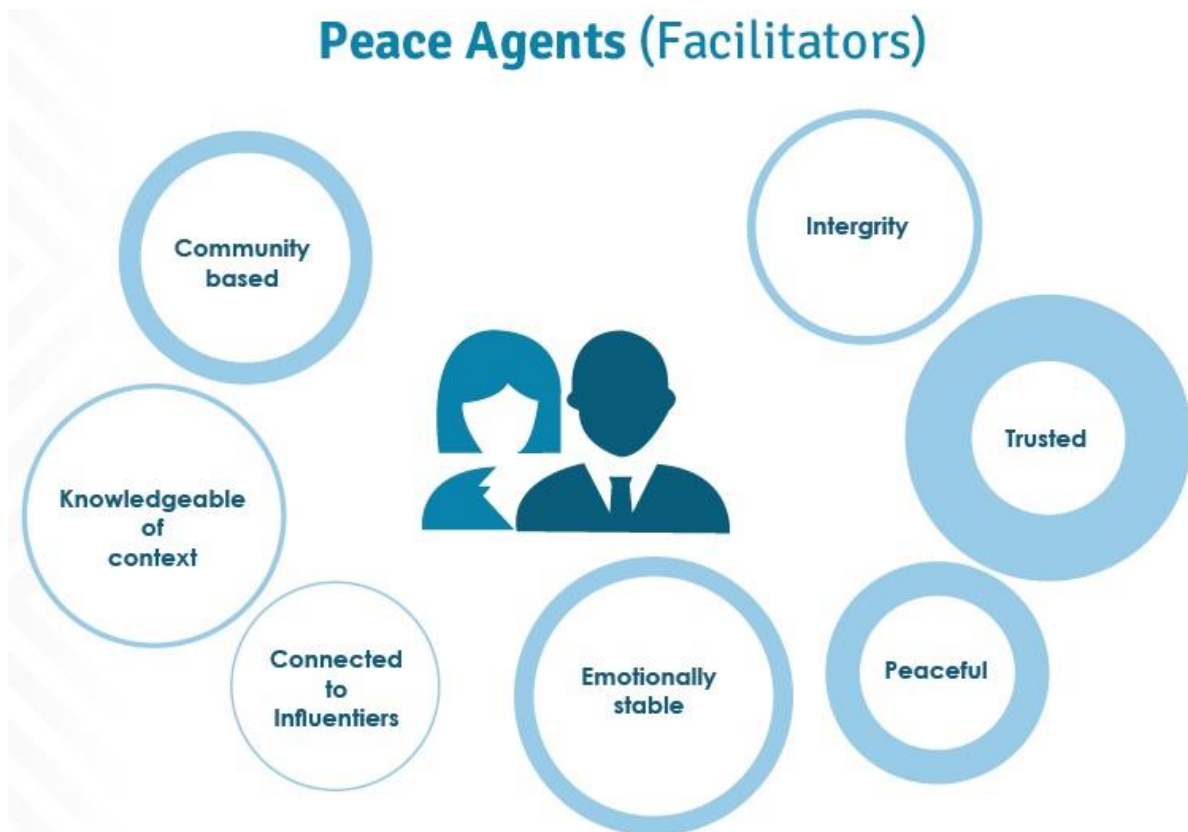 Peace Agents (Facilitators)
Community
based
Intergrity
Trusted
Knowledgeable
of
context
Connected
to
Influentiers
Emotionally
stable
Peaceful